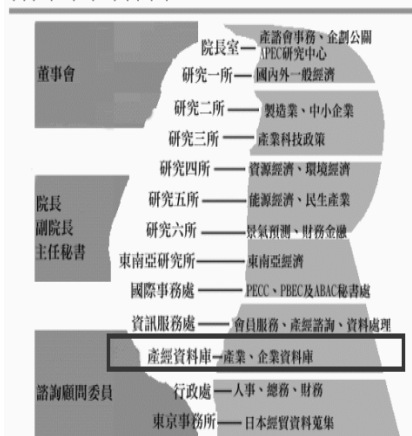 董事會
院長
副院長
主任秘書
諮詢顧問委員
院長室—產諮會事務、企劃公關
APEC研究中心
研究一所—國內外一般經濟
研究二所—製造業、中小企業
研究三所—產業科技政策
研究四所—資源經濟、環境經濟
研究五所—能源經濟、民生產業
研究六所—景氣預測、財務金融
東南亞研究所—東南亞經濟
國際事務處—PECC、PBEC及ABAC秘書處
資訊服務處—會員服務、產經諮詢、資料處理
產經資料庫—產業、企業資料庫
行政處—人事、總務、財務
東京事務所—日本經貿資料蒐集